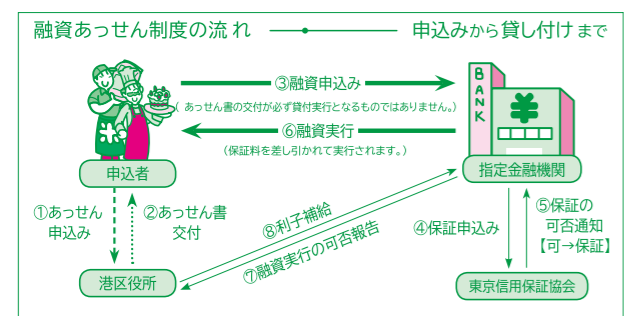 融資あっせん制度の流れ
申込みから貸し付けまで
③融資申込み
(あっせん書の交付が必ず貸付実行となるものではありません。)
⑥融資実行
(保証料を差し引かれて実行されます。)
BANK
¥
申込者
指定金融機関
①あっせん
申込み
②あっせん書
交付
⑧利子補給
⑦融資実行の可否報告
④保証申込み
⑤保証の
可否通知
【可→保証】
港区役所
東京信用保証協会